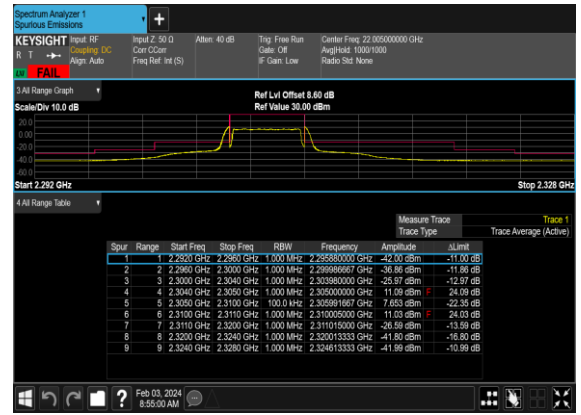 Spectrum Analyzer 1
Spurious Emissions
KEYSIGHT Input: RF Input Z: 50 Ω Atten: 40 dB Trig: Free Run Center Freq: 22.005000000 GHz
R T Coupling: DC Corr CCorr Gate: Off Avg|Hold: 1000/1000
Align: Auto Freq Ref: Int (S) IF Gain: Low Radio Std: None
FAIL
3 All Range Graph
Ref Lvl Offset 8.60 dB
Scale/Div 10.0 dB Ref Value 30.00 dBm
20.0
0.00
-20.0
-40.0
-60.0
Start 2.292 GHz Stop 2.328 GHz
4 All Range Table
Measure Trace Trace 1
Trace Type Trace Average (Active)
Spur Range Start Freq Stop Freq RBW Frequency Amplitude ΔLimit
1 1 2.2920 GHz 2.2960 GHz 1.000 MHz 2.295880000 GHz -42.00 dBm -11.00 dB
2 2 2.2960 GHz 2.3000 GHz 1.000 MHz 2.299986667 GHz -36.86 dBm -11.86 dB
3 3 2.3000 GHz 2.3040 GHz 1.000 MHz 2.303980000 GHz -25.97 dBm -12.97 dB
4 4 2.3040 GHz 2.3050 GHz 1.000 MHz 2.305000000 GHz 11.09 dBm F 24.09 dB
5 5 2.3050 GHz 2.3100 GHz 100.0 kHz 2.305991667 GHz 7.653 dBm -22.35 dB
6 6 2.3100 GHz 2.3110 GHz 1.000 MHz 2.310005000 GHz 11.03 dBm F 24.03 dB
7 7 2.3110 GHz 2.3200 GHz 1.000 MHz 2.311015000 GHz -26.59 dBm -13.59 dB
8 8 2.3200 GHz 2.3240 GHz 1.000 MHz 2.320013333 GHz -41.80 dBm -16.80 dB
9 9 2.3240 GHz 2.3280 GHz 1.000 MHz 2.324613333 GHz -41.99 dBm -10.99 dB
? Feb 03, 2024
8:55:00 AM